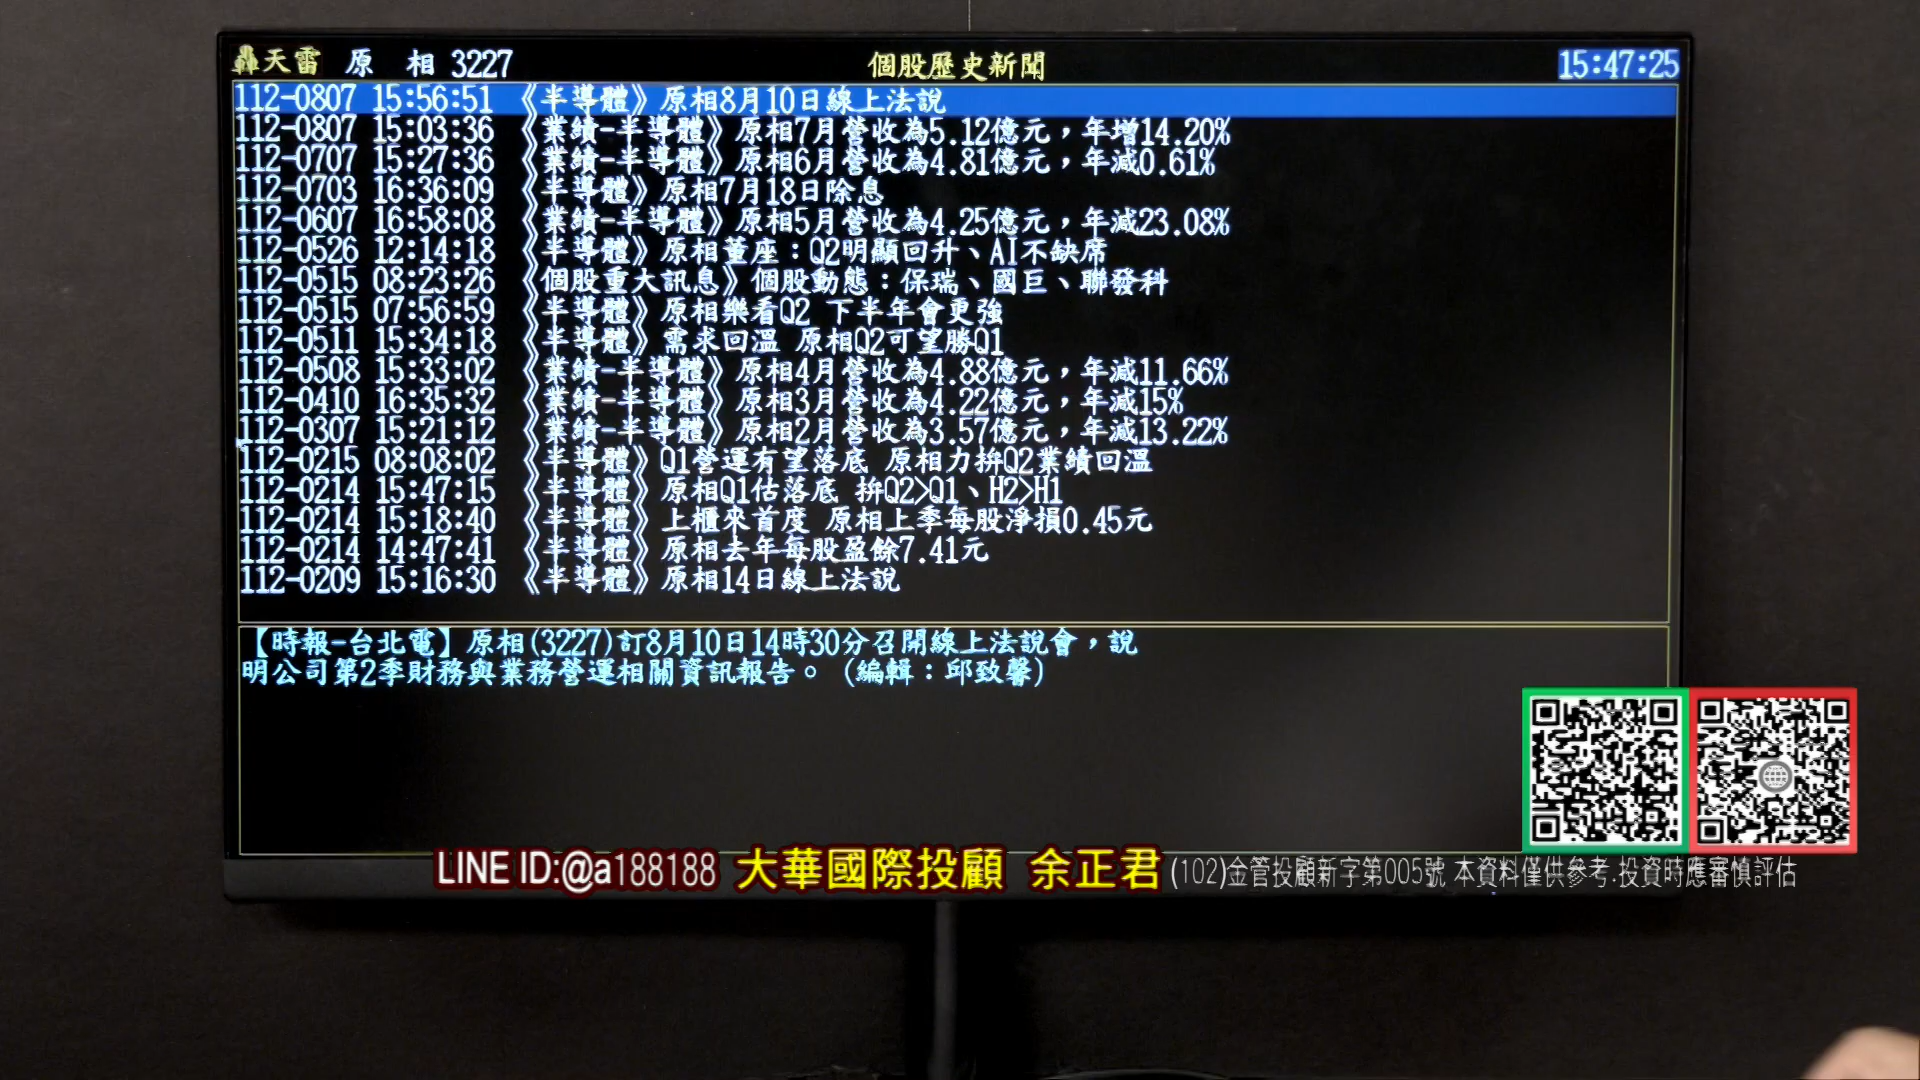 轟天雷 原 相 3227 個股歷史新聞 15:47:25
112-0807 15:56:51 《半導體》原相8月10日線上法說
112-0807 15:03:36 《業績-半導體》原相7月營收為5.12億元，年增14.20%
112-0707 15:27:36 《業績-半導體》原相6月營收為4.81億元，年減0.61%
112-0703 16:36:09 《半導體》原相7月18日除息
112-0607 16:58:08 《業績-半導體》原相5月營收為4.25億元，年減23.08%
112-0526 12:14:18 《半導體》原相董座：Q2明顯回升、AI不缺席
112-0515 08:23:26 《個股重大訊息》個股動態：保瑞、國巨、聯發科
112-0515 07:56:59 《半導體》原相樂看Q2 下半年會更強
112-0511 15:34:18 《半導體》需求回溫 原相Q2可望勝Q1
112-0508 15:33:02 《業績-半導體》原相4月營收為4.88億元，年減11.66%
112-0410 16:35:32 《業績-半導體》原相3月營收為4.22億元，年減15%
112-0307 15:21:12 《業績-半導體》原相2月營收為3.57億元，年減13.22%
112-0215 08:08:02 《半導體》Q1營運有望落底 原相力拚Q2業績回溫
112-0214 15:47:15 《半導體》原相Q1估落底 拚Q2>Q1、H2>H1
112-0214 15:18:40 《半導體》上櫃來首度 原相上季每股淨損0.45元
112-0214 14:47:41 《半導體》原相去年每股盈餘7.41元
112-0209 15:16:30 《半導體》原相14日線上法說
【時報-台北電】原相(3227)訂8月10日14時30分召開線上法說會，說
明公司第2季財務與業務營運相關資訊報告。（編輯：邱致馨）
LINE ID:@a188188 大華國際投顧 余正君 (102)金管投顧新字第005號 本資料僅供參考.投資時應審慎評估